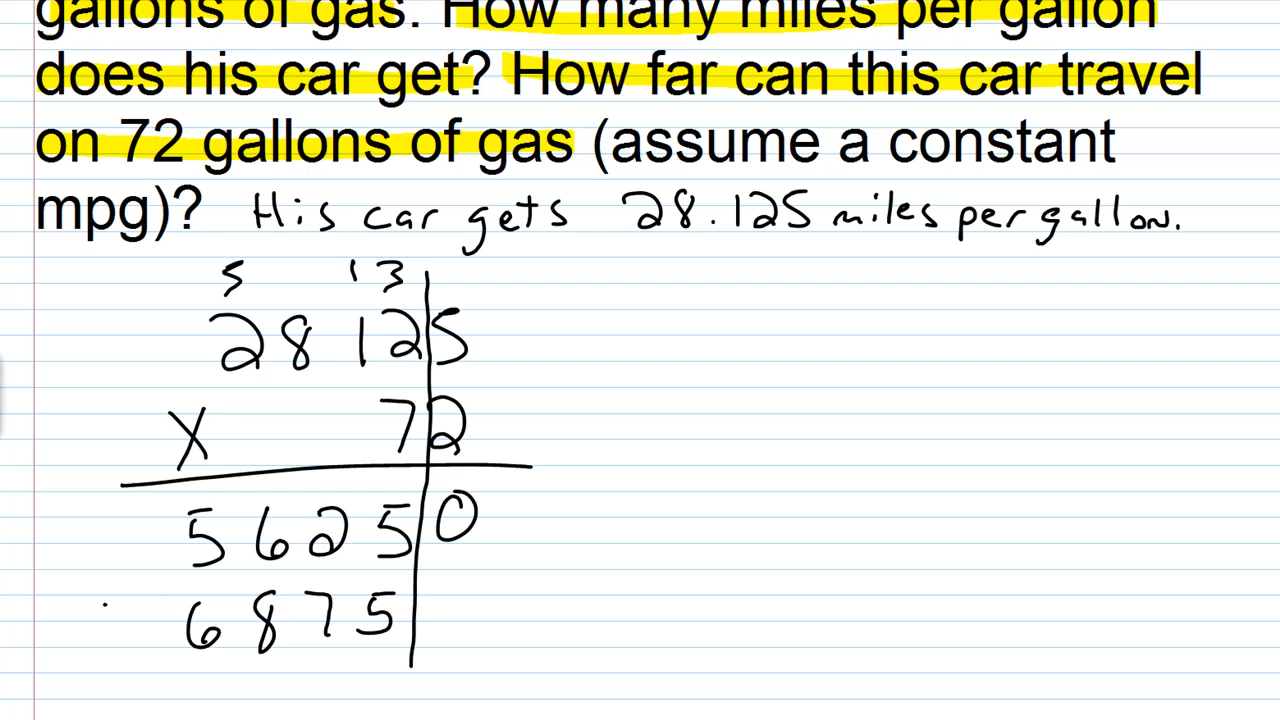 gallons of gas. How many miles per gallon
does his car get? How far can this car travel
on 72 gallons of gas (assume a constant
mpg)? His car gets 28.125 miles per gallon.
5 1 3
28125
X 72
56250
6875